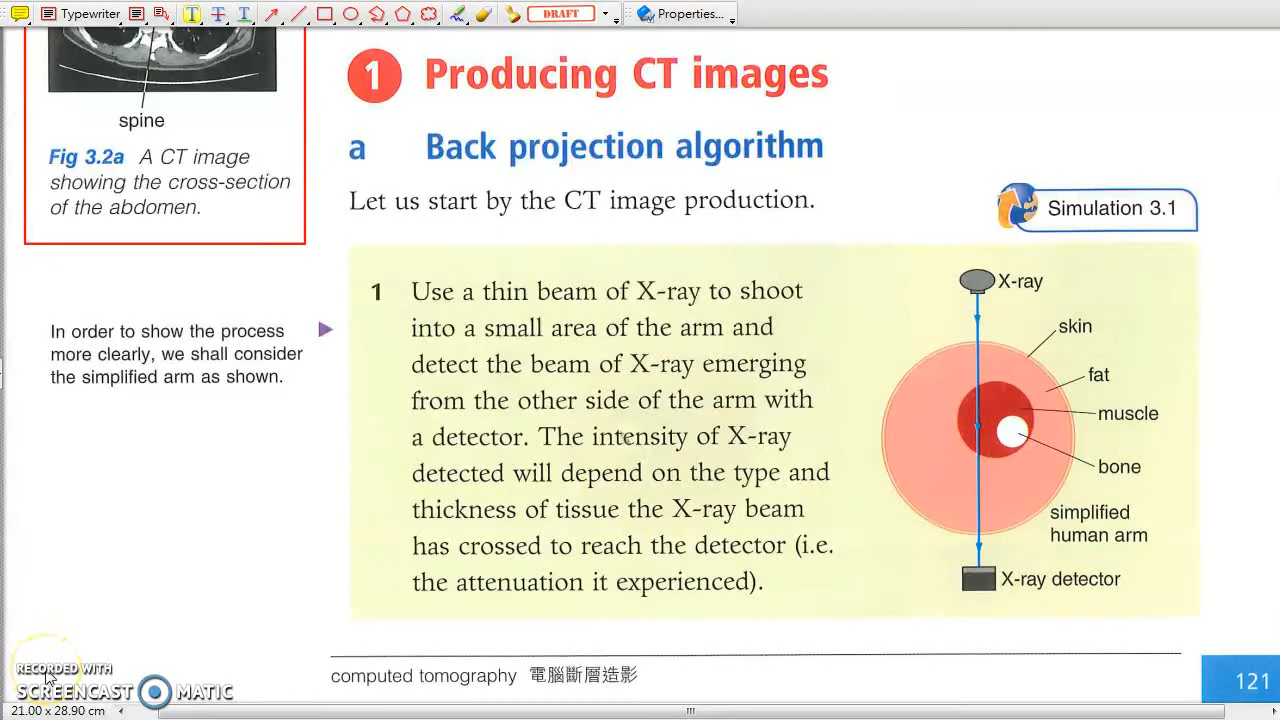 Typewriter
DRAFT
Properties...
spine
Fig 3.2a A CT image
showing the cross-section
of the abdomen.
1 Producing CT images
a Back projection algorithm
Let us start by the CT image production.
Simulation 3.1
In order to show the process
more clearly, we shall consider
the simplified arm as shown.
1 Use a thin beam of X-ray to shoot
into a small area of the arm and
detect the beam of X-ray emerging
from the other side of the arm with
a detector. The intensity of X-ray
detected will depend on the type and
thickness of tissue the X-ray beam
has crossed to reach the detector (i.e.
the attenuation it experienced).
X-ray
skin
fat
muscle
bone
simplified
human arm
X-ray detector
computed tomography 電腦斷層造影
121
RECORDED WITH
SCREENCAST MATIC
21.00 x 28.90 cm